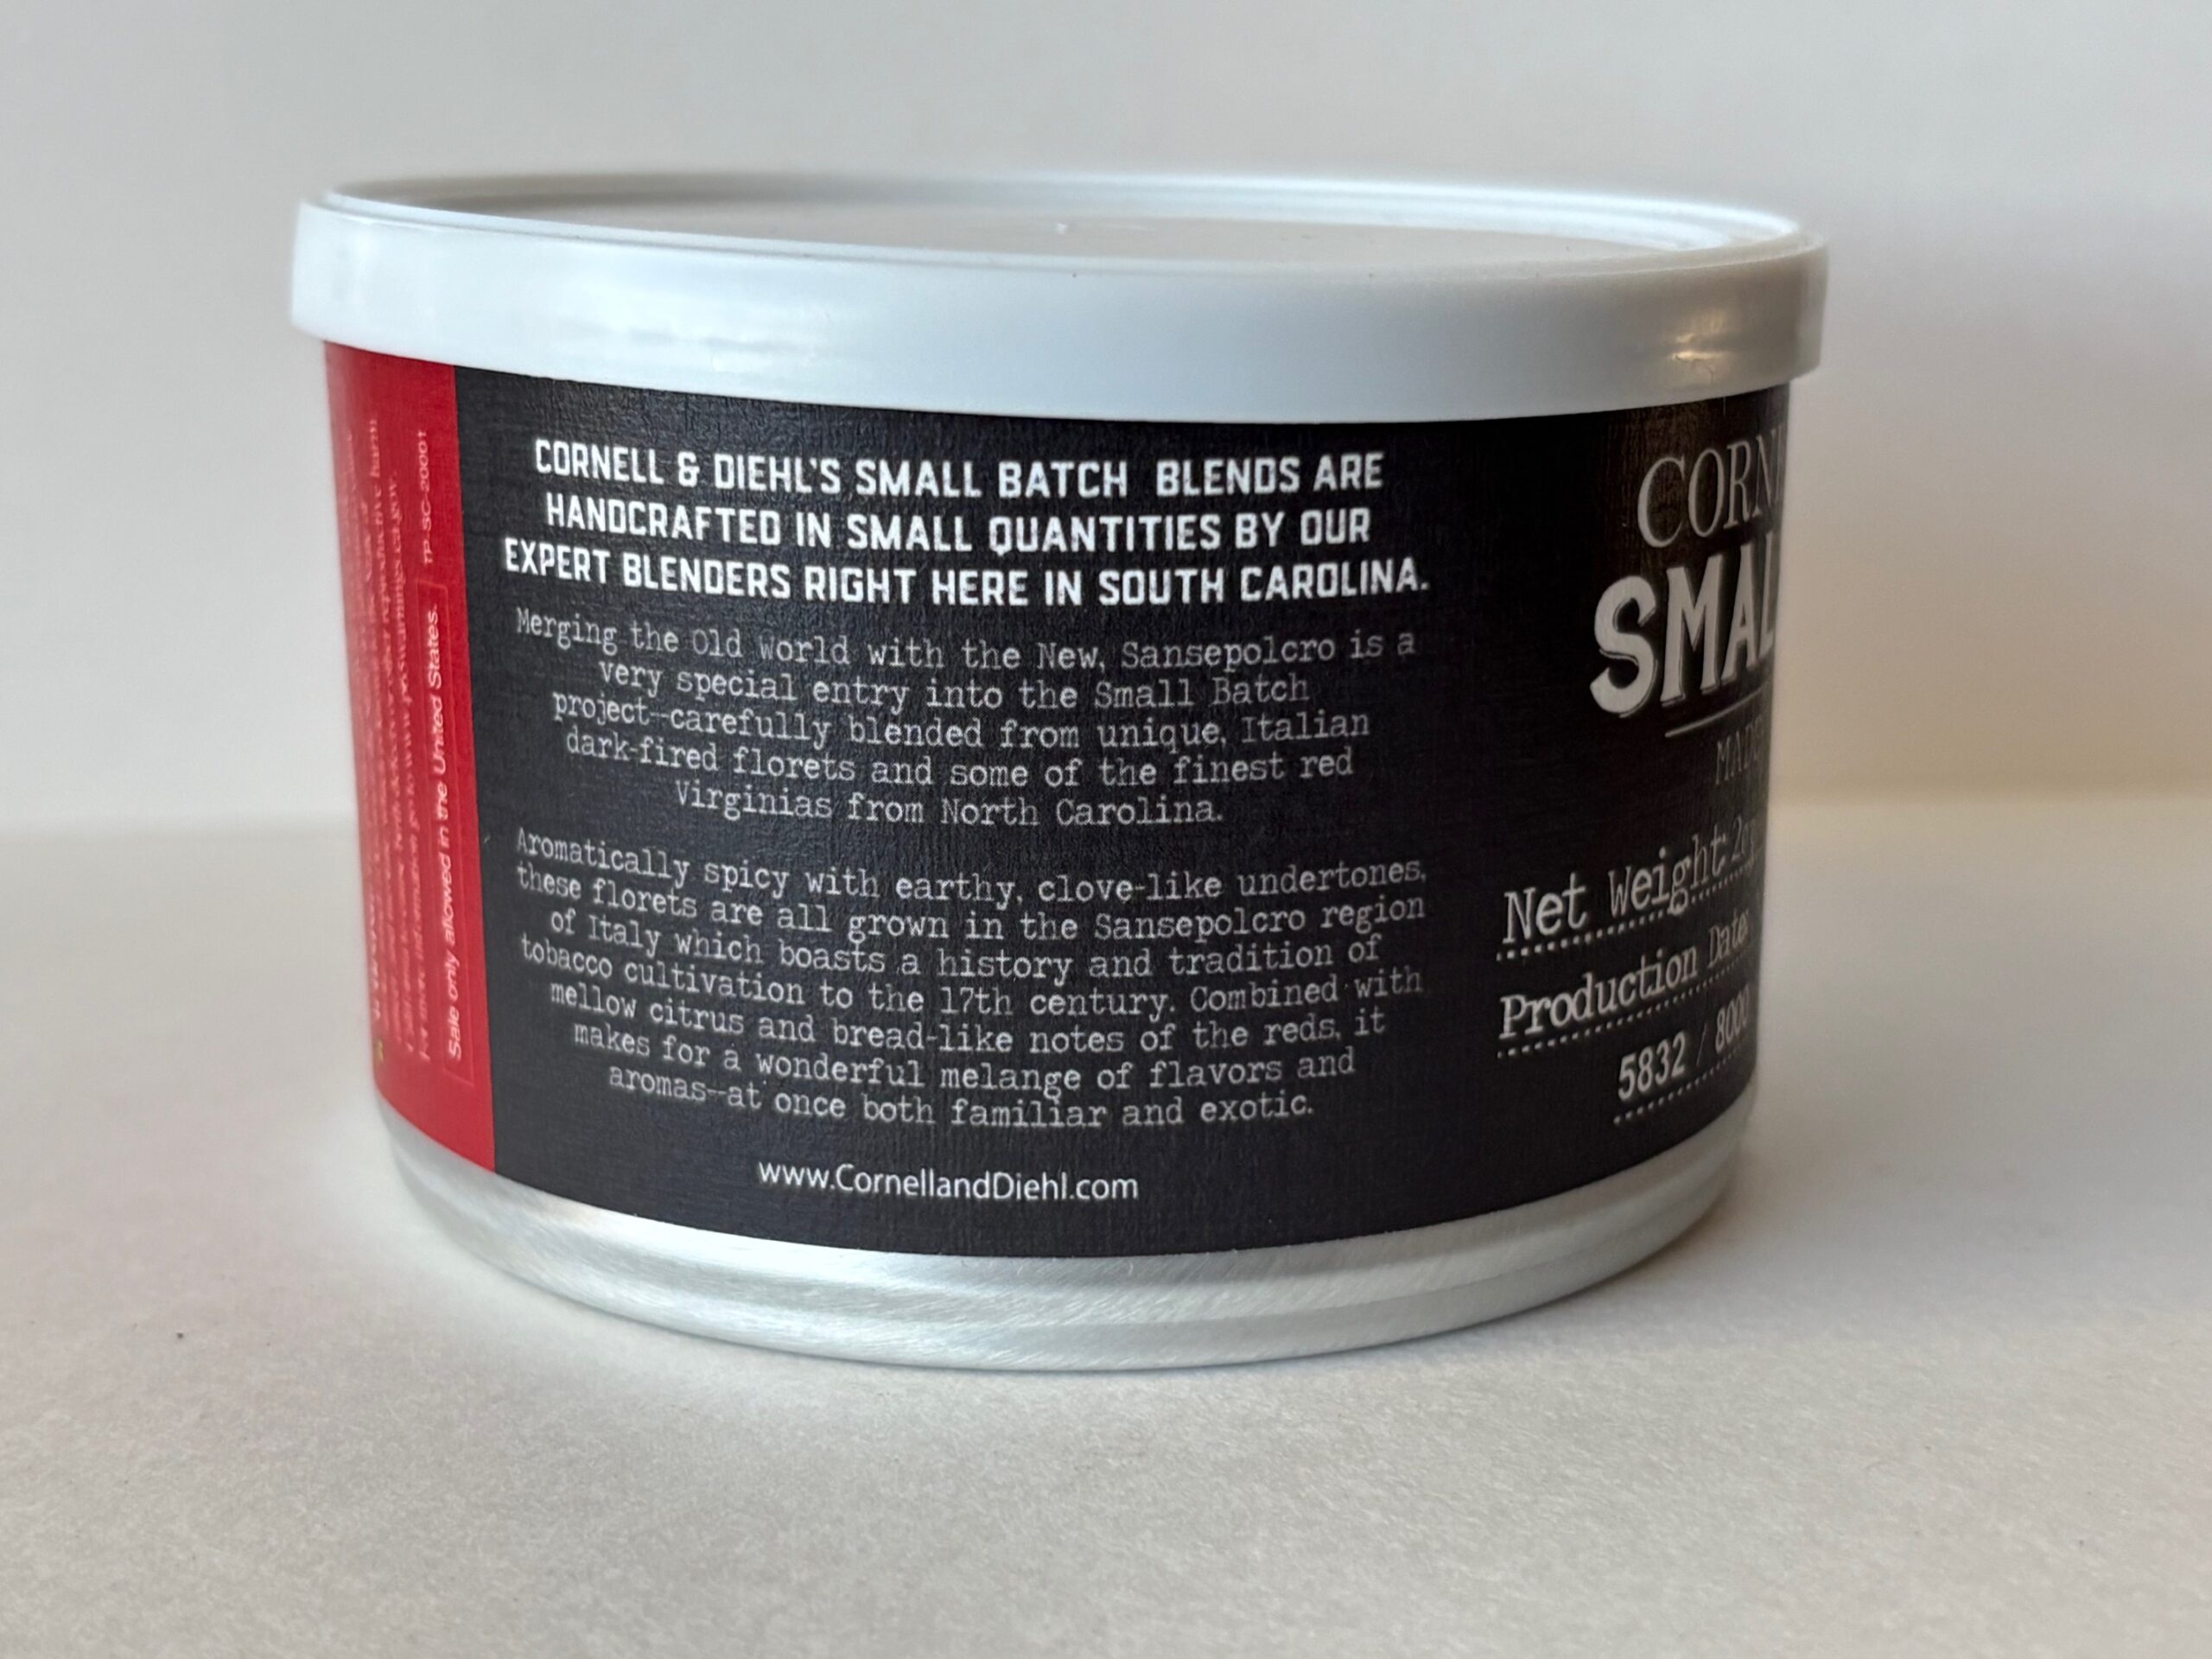 CORNELL & DIEHL'S SMALL BATCH BLENDS ARE
HANDCRAFTED IN SMALL QUANTITIES BY OUR
EXPERT BLENDERS RIGHT HERE IN SOUTH CAROLINA.
Merging the Old World with the New, Sansepolcro is a
very special entry into the Small Batch
project--carefully blended from unique, Italian
dark-fired florets and some of the finest red
Virginias from North Carolina.
Aromatically spicy with earthy, clove-like undertones,
these florets are all grown in the Sansepolcro region
of Italy which boasts a history and tradition of
tobacco cultivation to the 17th century. Combined with
mellow citrus and bread-like notes of the reds, it
makes for a wonderful melange of flavors and
aromas--at once both familiar and exotic.
www.CornellandDiehl.com
Sale only allowed in the United States.
TP-SC-20001
CORN
SMAL
Net Weight:
Production Date:
5832 / 8000